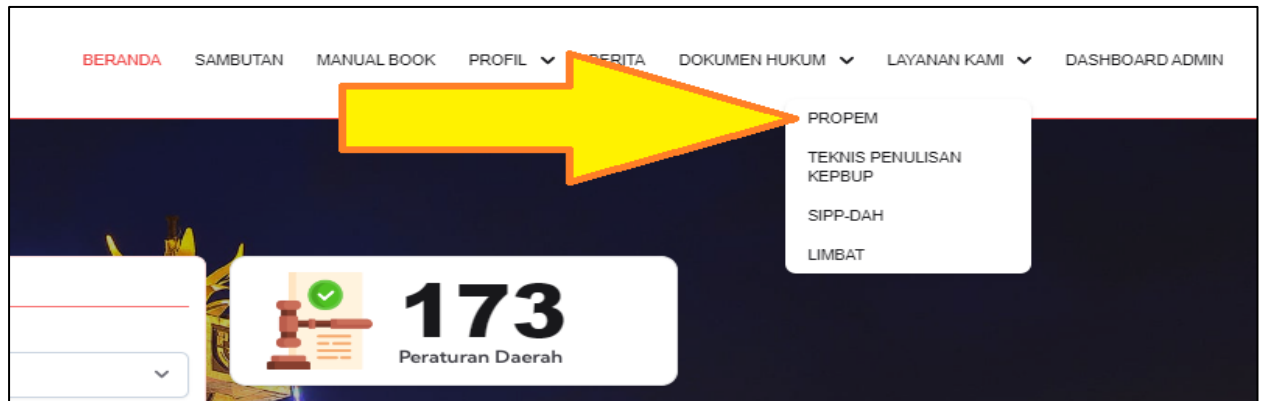 BERANDA SAMBUTAN MANUAL BOOK PROFIL BERITA DOKUMEN HUKUM LAYANAN KAMI DASHBOARD ADMIN
PROPEM
TEKNIS PENULISAN
KEPBUP
SIPP-DAH
LIMBAT
173
Peraturan Daerah